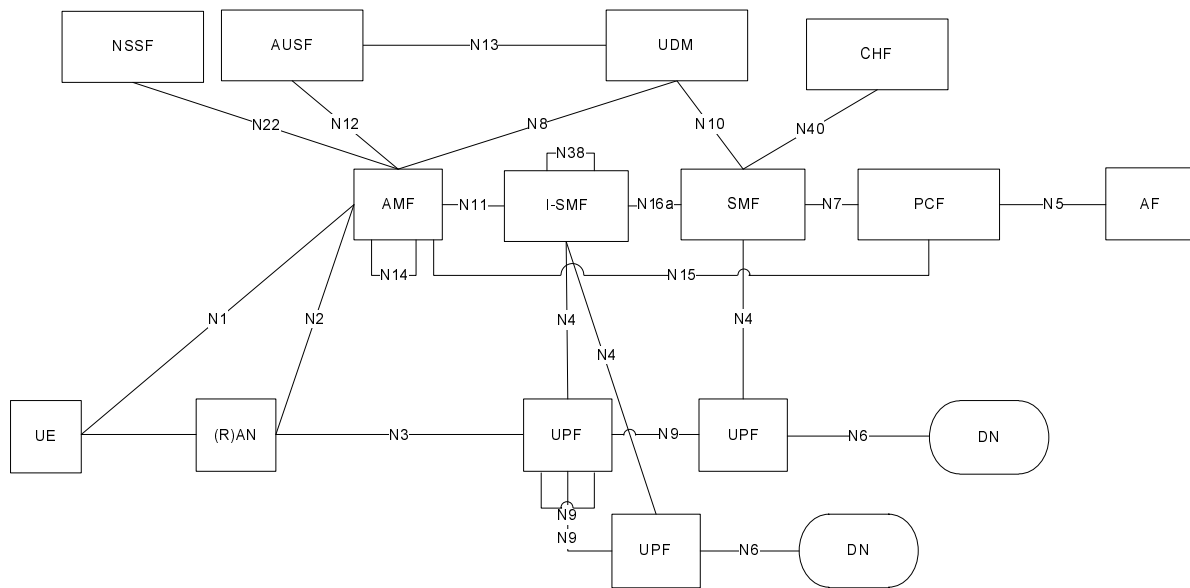 NSSF
AUSF
N13
UDM
CHF
N22
N12
N8
N10
N40
N38
AMF
N11
I-SMF
N16a
SMF
N7
PCF
N5
AF
N14
N15
N1
N2
N4
N4
N4
UE
(R)AN
N3
UPF
N9
UPF
N6
DN
N9
N9
UPF
N6
DN